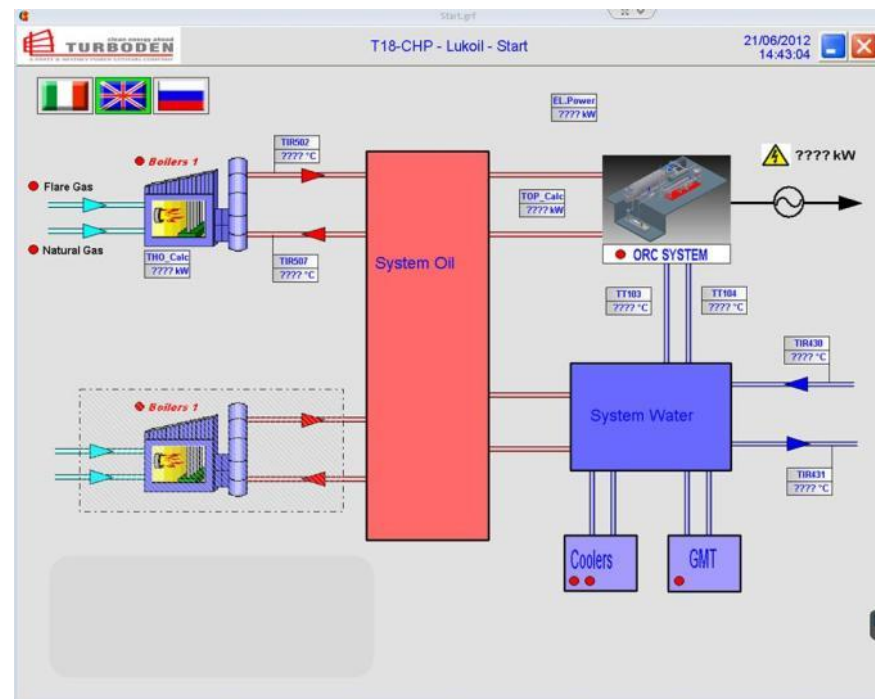 Start.grf
clean energy ahead
TURBODEN
T18-CHP - Lukoil - Start
21/06/2012
14:43:04
EL.Power
???? kW
TIR502
???? °C
Boilers 1
???? kW
Flare Gas
TOP_Calc
???? kW
Natural Gas
THO_Calc
???? kW
TIR507
???? °C
System Oil
ORC SYSTEM
TT103
???? °C
TT104
???? °C
TIR430
???? °C
Boilers 1
System Water
TIR431
???? °C
Coolers
GMT